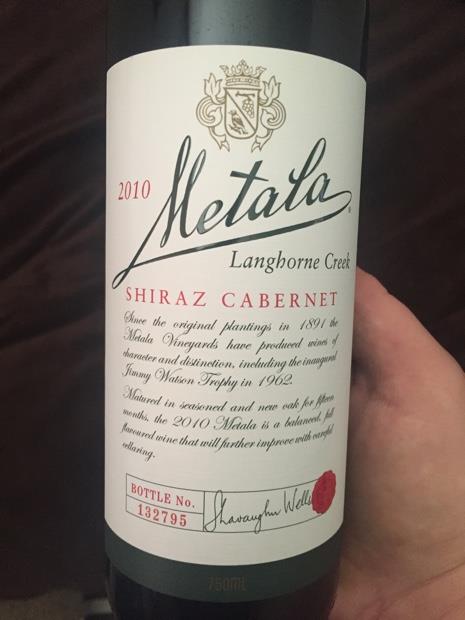 2010
Metala
Langhorne Creek
SHIRAZ CABERNET
Since the original plantings in 1891 the
Metala Vineyards have produced wines of
character and distinction, including the inaugural
Jimmy Watson Trophy in 1962.
Matured in seasoned and new oak for fifteen
months, the 2010 Metala is a balanced, full
flavoured wine that will further improve with careful
cellaring.
BOTTLE No.
132795
Shavaughn Wells
750ML